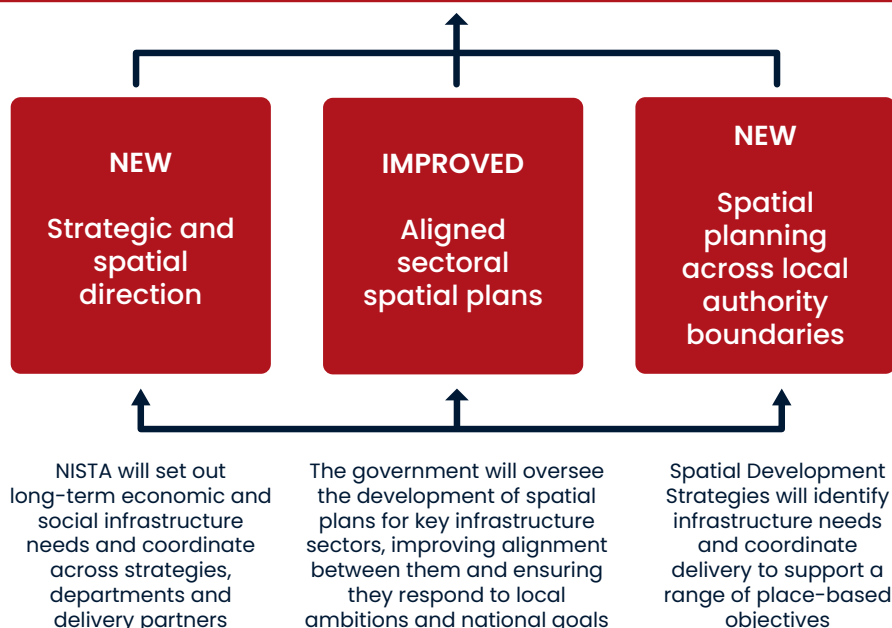 NEW
Strategic and
spatial
direction
IMPROVED
Aligned
sectoral
spatial plans
NEW
Spatial
planning
across local
authority
boundaries
NISTA will set out
long-term economic and
social infrastructure
needs and coordinate
across strategies,
departments and
delivery partners
The government will oversee
the development of spatial
plans for key infrastructure
sectors, improving alignment
between them and ensuring
they respond to local
ambitions and national goals
Spatial Development
Strategies will identify
infrastructure needs
and coordinate
delivery to support a
range of place-based
objectives